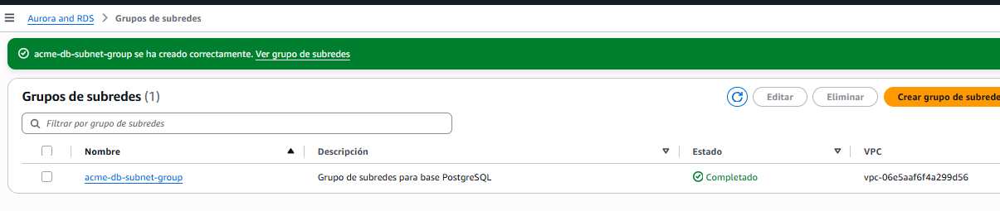 Aurora and RDS > Grupos de subredes
acme-db-subnet-group se ha creado correctamente. Ver grupo de subredes
Grupos de subredes (1)
Editar
Eliminar
Crear grupo de subrede
Filtrar por grupo de subredes
Nombre Descripción Estado VPC
acme-db-subnet-group Grupo de subredes para base PostgreSQL Completado vpc-06e5aaf6f4a299d56